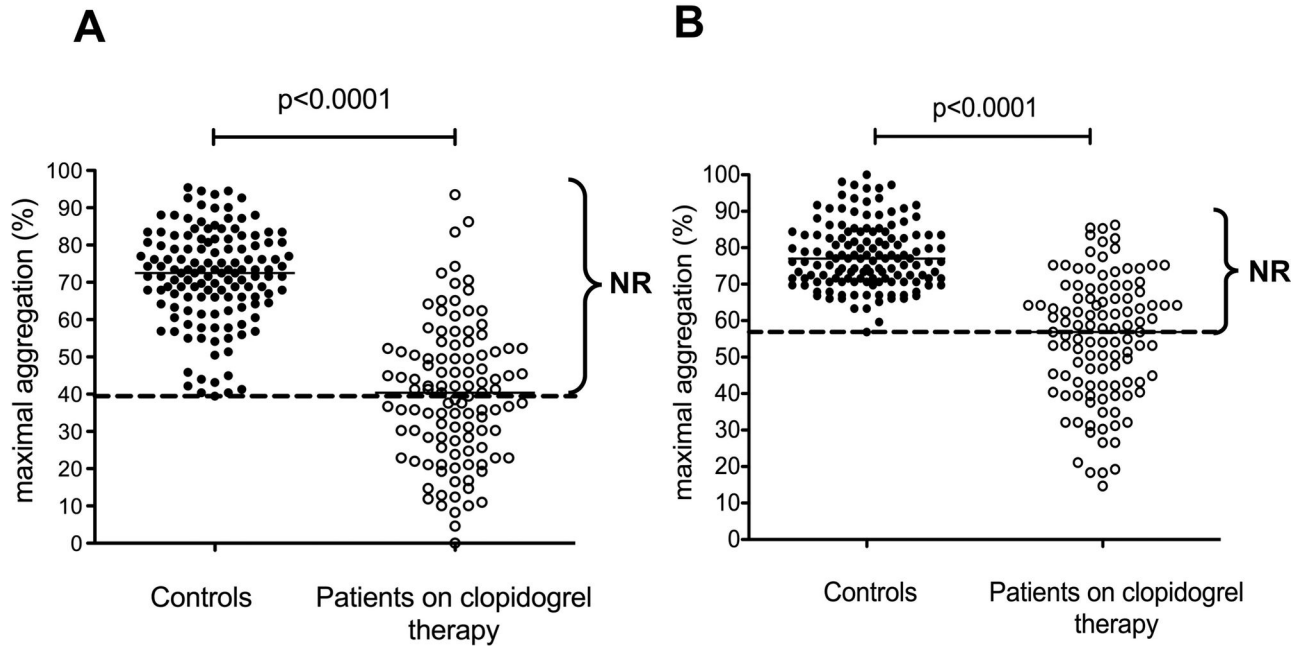 A
p<0.0001
maximal aggregation (%)
100
90
80
70
60
50
40
30
20
10
0
NR
Controls
Patients on clopidogrel
therapy
B
p<0.0001
maximal aggregation (%)
100
90
80
70
60
50
40
30
20
10
0
NR
Controls
Patients on clopidogrel
therapy